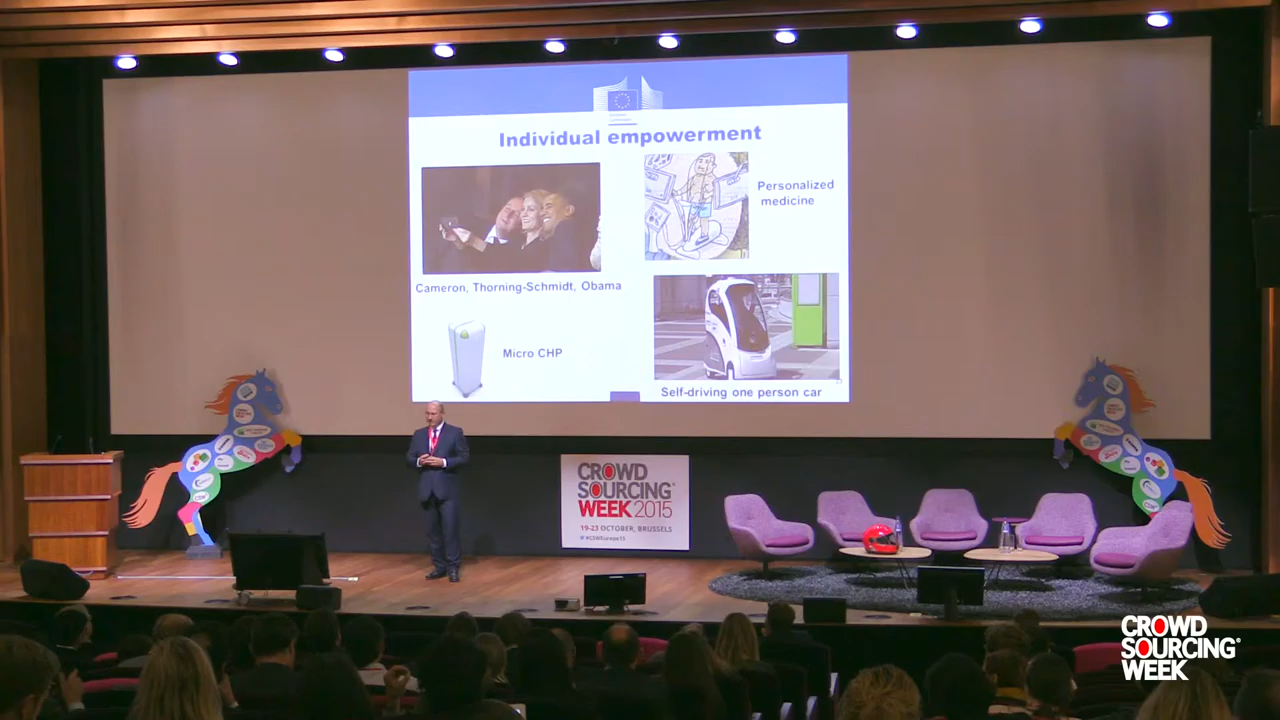 Individual empowerment
Personalized
medicine
Cameron, Thorning-Schmidt, Obama
Micro CHP
Self-driving one person car
CROWD
SOURCING
WEEK 2015
19-23 OCTOBER, BRUSSELS
#CSWEurope15
CROWD
SOURCING®
WEEK